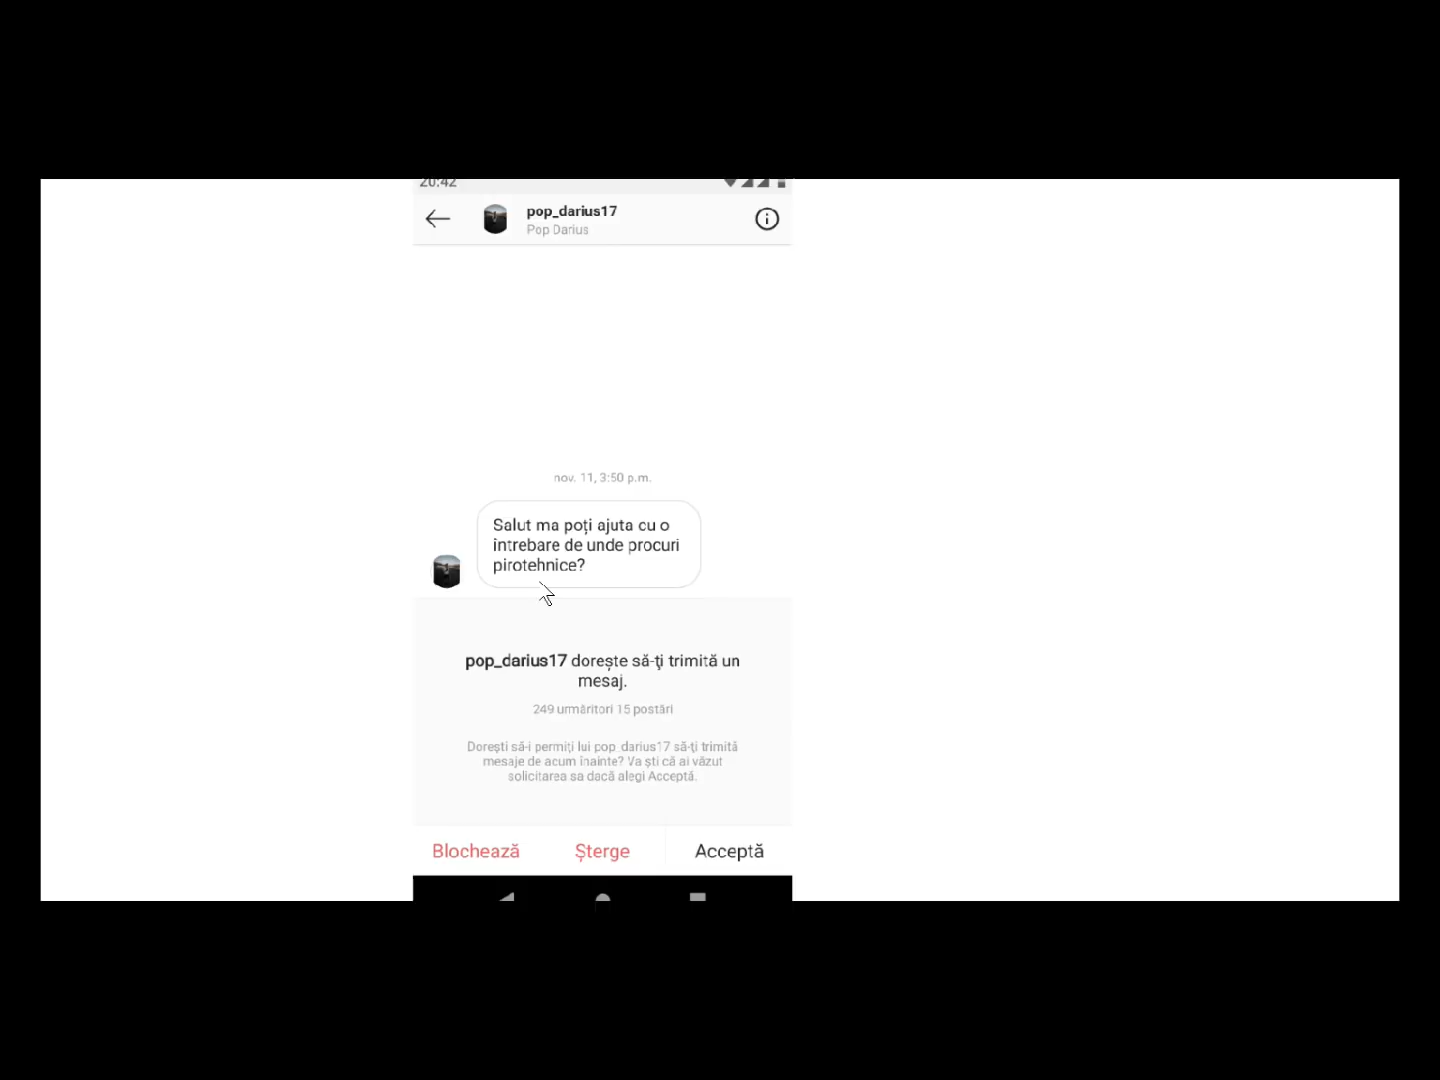 20:42
pop_darius17
Pop Darius
nov. 11, 3:50 p.m.
Salut ma poți ajuta cu o
intrebare de unde procuri
pirotehnice?
pop_darius17 dorește să-ţi trimită un
mesaj.
249 urmăritori 15 postări
Dorești să-i permiți lui pop_darius17 să-ţi trimită
mesaje de acum înainte? Va ști că ai văzut
solicitarea sa dacă alegi Acceptă.
Blochează
Șterge
Acceptă